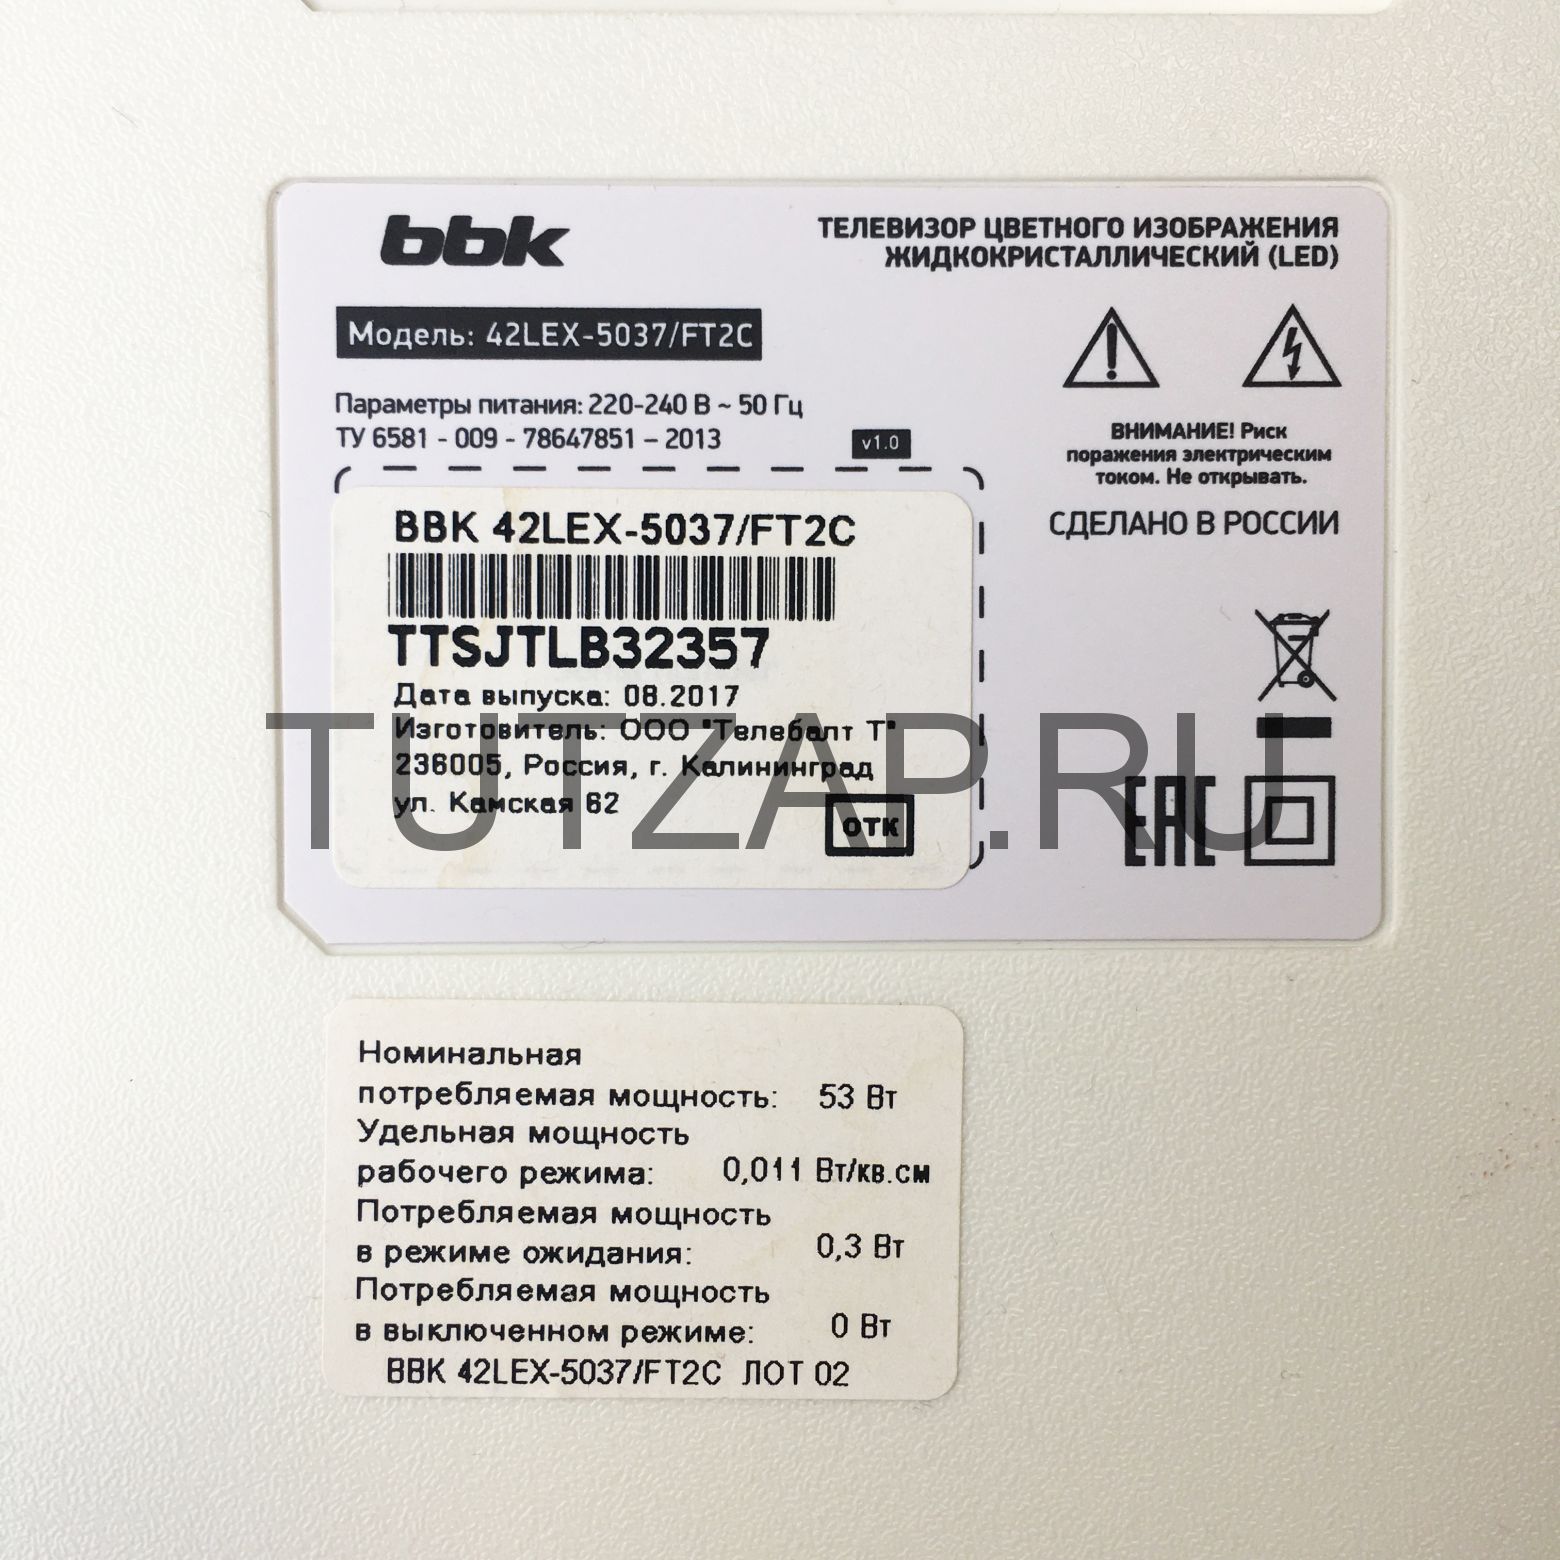 bbk
ТЕЛЕВИЗОР ЦВЕТНОГО ИЗОБРАЖЕНИЯ
ЖИДКОКРИСТАЛЛИЧЕСКИЙ (LED)
Модель: 42LEX-5037/FT2C
Параметры питания: 220-240 В ~ 50 Гц
ТУ 6581 - 009 - 78647851 – 2013
v1.0
ВНИМАНИЕ! Риск
поражения электрическим
током. Не открывать.
СДЕЛАНО В РОССИИ
BBK 42LEX-5037/FT2C
TTSJTLB32357
Дата выпуска: 08.2017
Изготовитель: ООО "Телебалт Т"
236005, Россия, г. Калининград
ул. Камская 62
ОТК
EAC
TUTZAP.RU
Номинальная
потребляемая мощность: 53 Вт
Удельная мощность
рабочего режима: 0,011 Вт/кв.см
Потребляемая мощность
в режиме ожидания: 0,3 Вт
Потребляемая мощность
в выключенном режиме: 0 Вт
BBK 42LEX-5037/FT2C ЛОТ 02